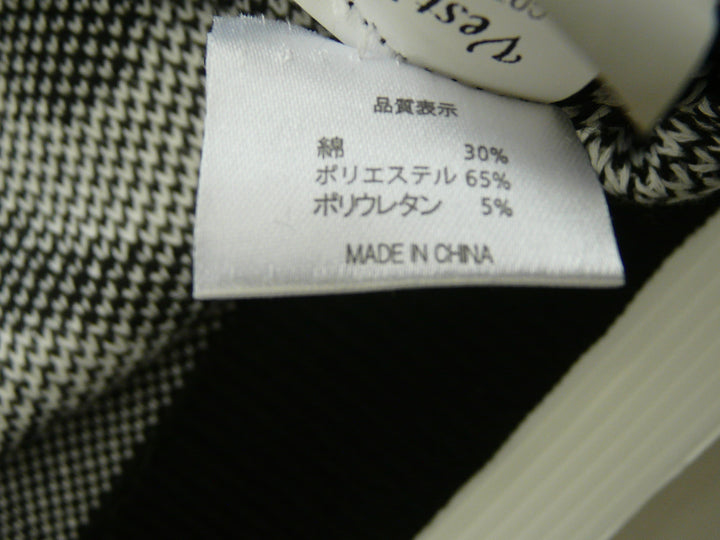 品質表示
綿 30%
ポリエステル 65%
ポリウレタン 5%
MADE IN CHINA